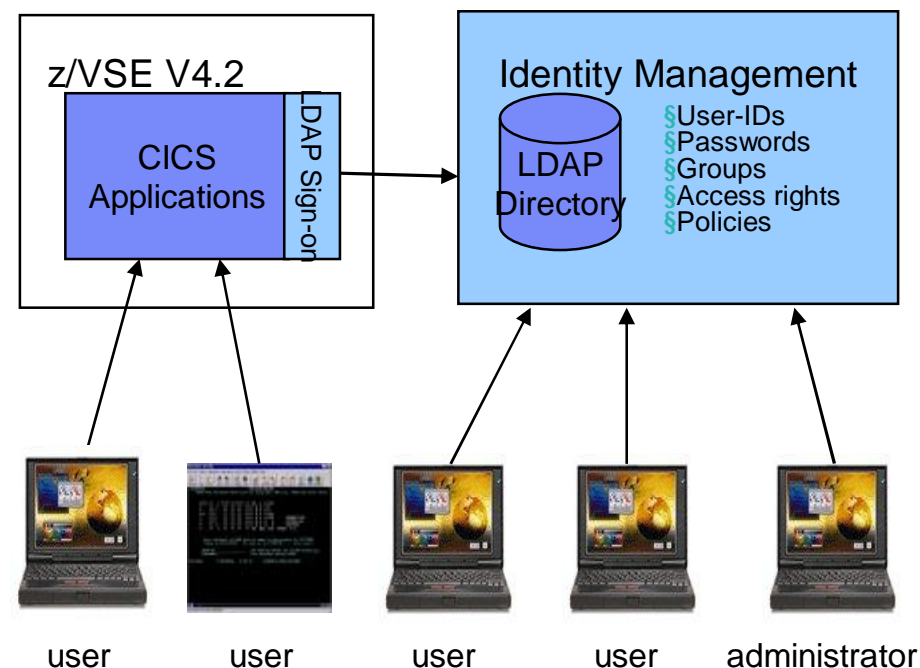 z/VSE V4.2
CICS
Applications
LDAP Sign-on
Identity Management
LDAP
Directory
§User-IDs
§Passwords
§Groups
§Access rights
§Policies
user
user
user
user
administrator